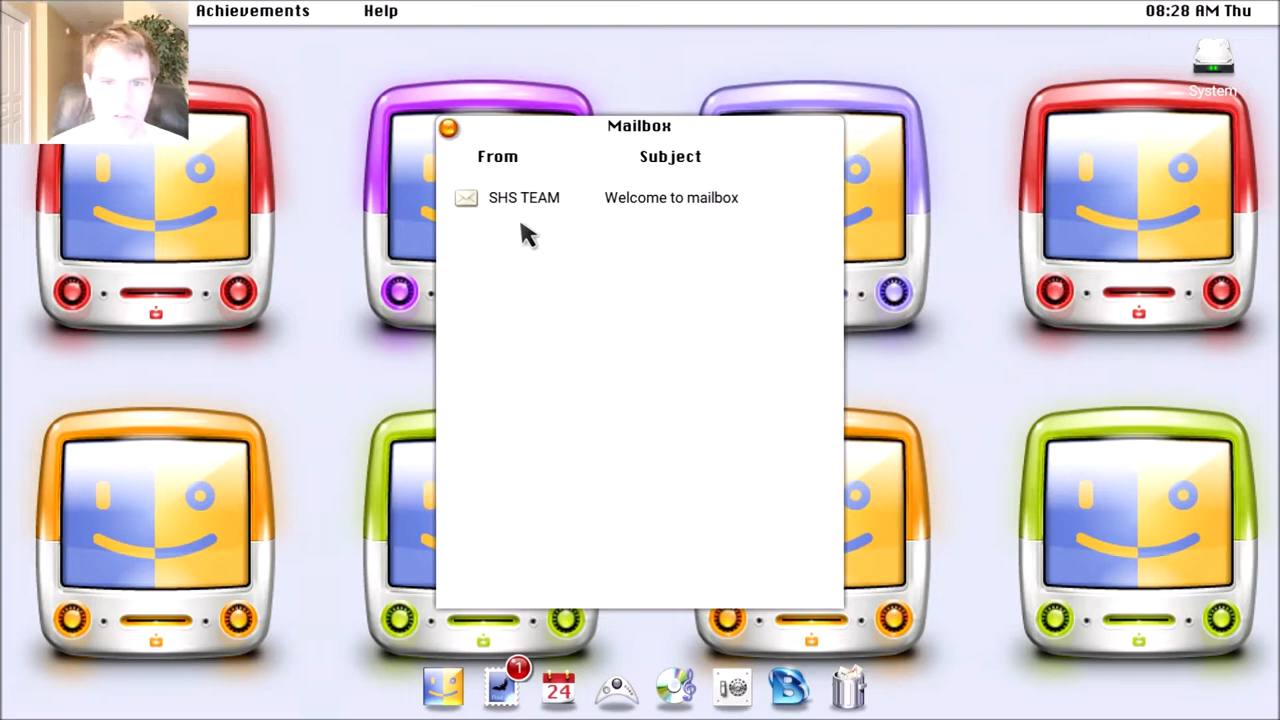 Achievements Help 08:28 AM Thu
System
Mailbox
From Subject
SHS TEAM Welcome to mailbox
1
24
B